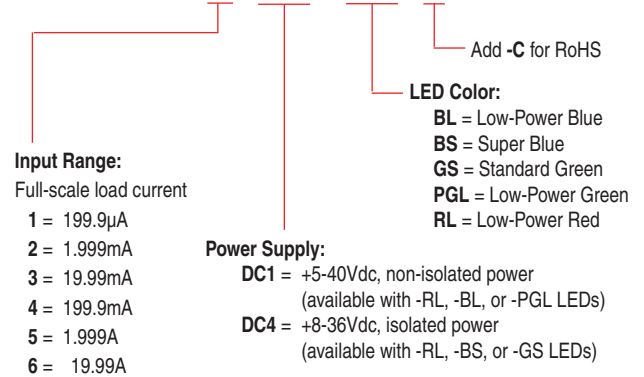 Add -C for RoHS
LED Color:
BL = Low-Power Blue
BS = Super Blue
GS = Standard Green
PGL = Low-Power Green
RL = Low-Power Red
Input Range:
Full-scale load current
1 = 199.9µA
2 = 1.999mA
3 = 19.99mA
4 = 199.9mA
5 = 1.999A
6 = 19.99A
Power Supply:
DC1 = +5-40Vdc, non-isolated power
(available with -RL, -BL, or -PGL LEDs)
DC4 = +8-36Vdc, isolated power
(available with -RL, -BS, or -GS LEDs)